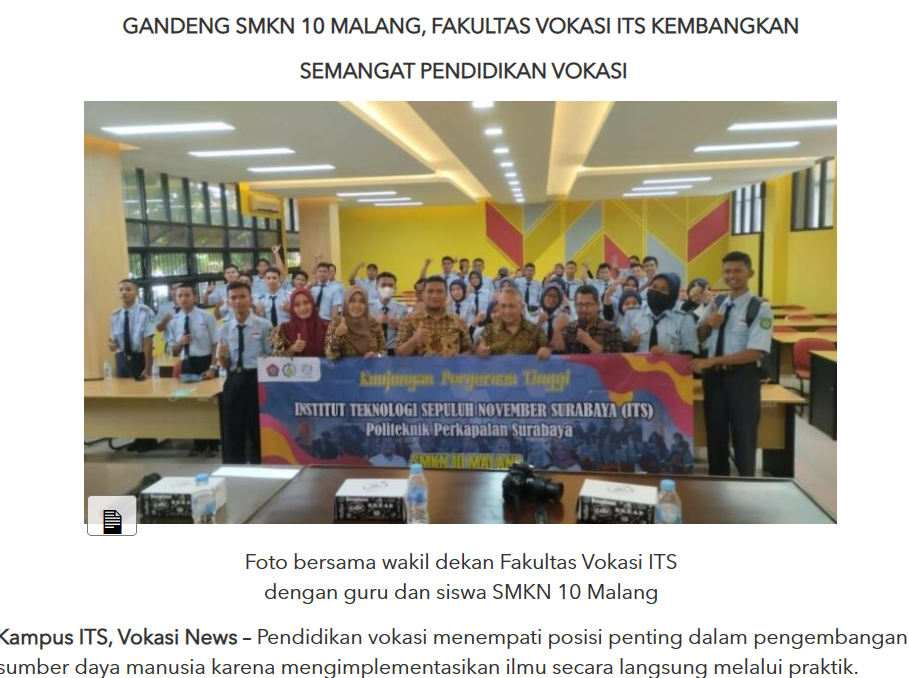 GANDENG SMKN 10 MALANG, FAKULTAS VOKASI ITS KEMBANGKAN
SEMANGAT PENDIDIKAN VOKASI
Kunjungan Perguruan Tinggi
INSTITUT TEKNOLOGI SEPULUH NOVEMBER SURABAYA (ITS)
Politeknik Perkapalan Surabaya
SMKN 10 MALANG
Foto bersama wakil dekan Fakultas Vokasi ITS
dengan guru dan siswa SMKN 10 Malang
Kampus ITS, Vokasi News – Pendidikan vokasi menempati posisi penting dalam pengembangan
sumber daya manusia karena mengimplementasikan ilmu secara langsung melalui praktik.